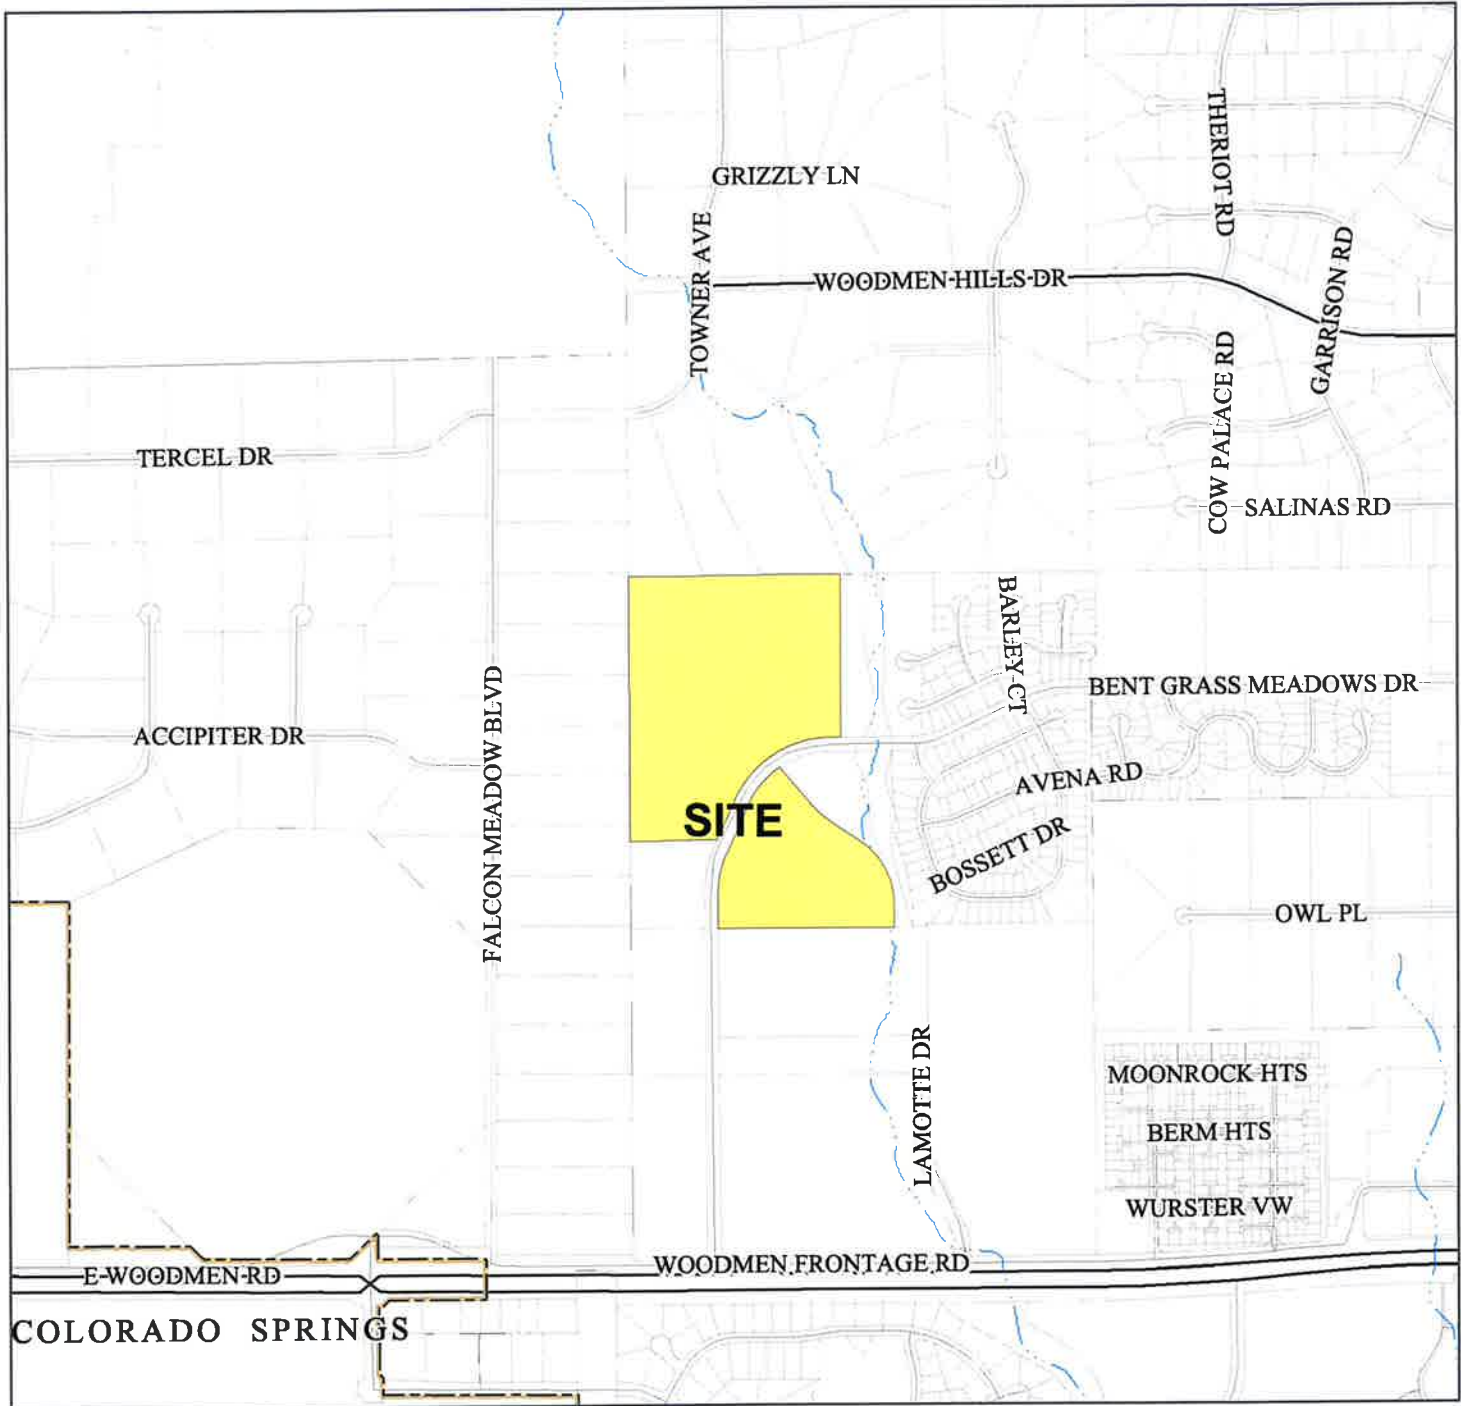 THERIOT RD
GRIZZLY LN
TOWNER AVE
WOODMEN HILLS DR
GARRISON RD
COW PALACE RD
TERCEL DR
SALINAS RD
BARLEY CT
FALCON MEADOW BLVD
BENT GRASS MEADOWS DR
ACCIPITER DR
AVENA RD
SITE
BOSSETT DR
OWL PL
LAMOTTE DR
MOONROCK HTS
BERM HTS
WURSTER VW
WOODMEN FRONTAGE RD
E WOODMEN RD
COLORADO SPRINGS